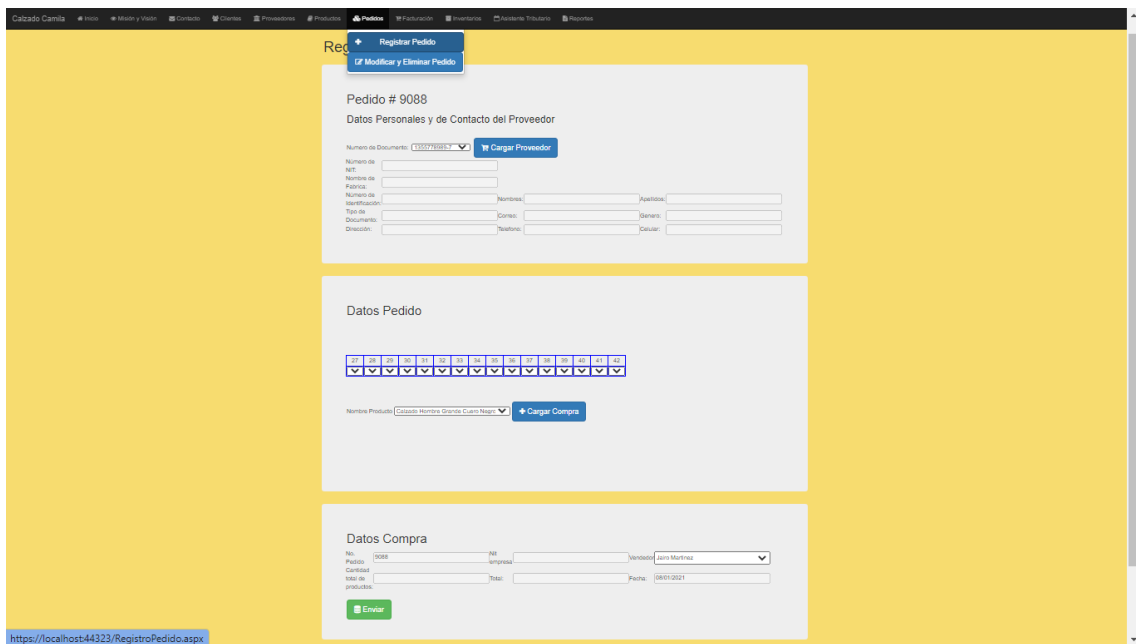 Calzado Camila Inicio Misión y Visión Contacto Clientes Proveedores Productos Pedidos Facturación Inventarios Asistente Tributario Reportes
Reg
Registrar Pedido
Modificar y Eliminar Pedido
Pedido # 9088
Datos Personales y de Contacto del Proveedor
Numero de Documento: 1355778989-7 Cargar Proveedor
Número de NIT:
Nombre de Fabrica:
Número de Identificación: Nombres: Apellidos:
Tipo de Documento: Correo: Genero:
Dirección: Telefono: Celular:
Datos Pedido
27 28 29 30 31 32 33 34 35 36 37 38 39 40 41 42
Nombre Producto Calzado Hombre Grande Cuero Negro Cargar Compra
Datos Compra
No. Pedido 9088 Nit empresa Vendedor Jairo Martinez
Cantidad total de productos: Total: Fecha: 08/01/2021
Enviar
https://localhost:44323/RegistroPedido.aspx